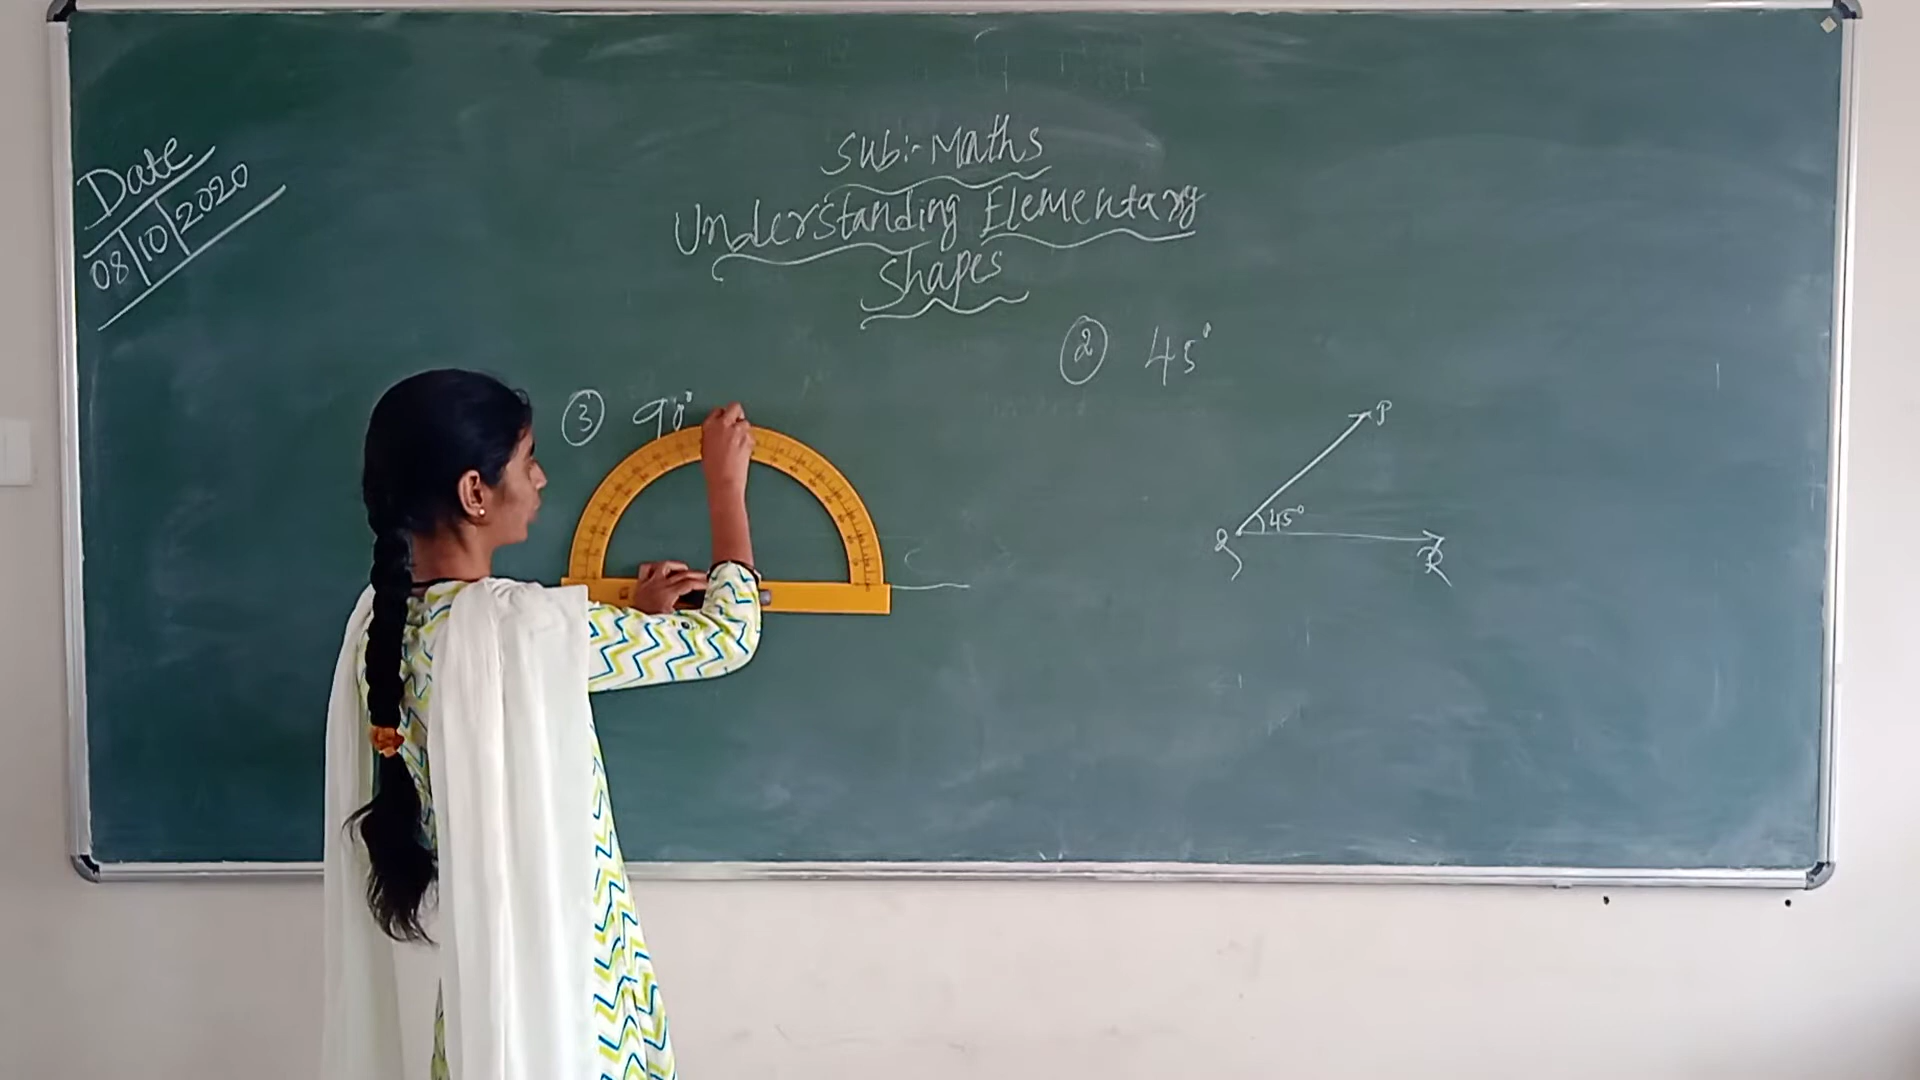 Date
08/10/2020
Sub:- Maths
Understanding Elementary
Shapes
② 45°
③ 90°
P
45°
Q
R